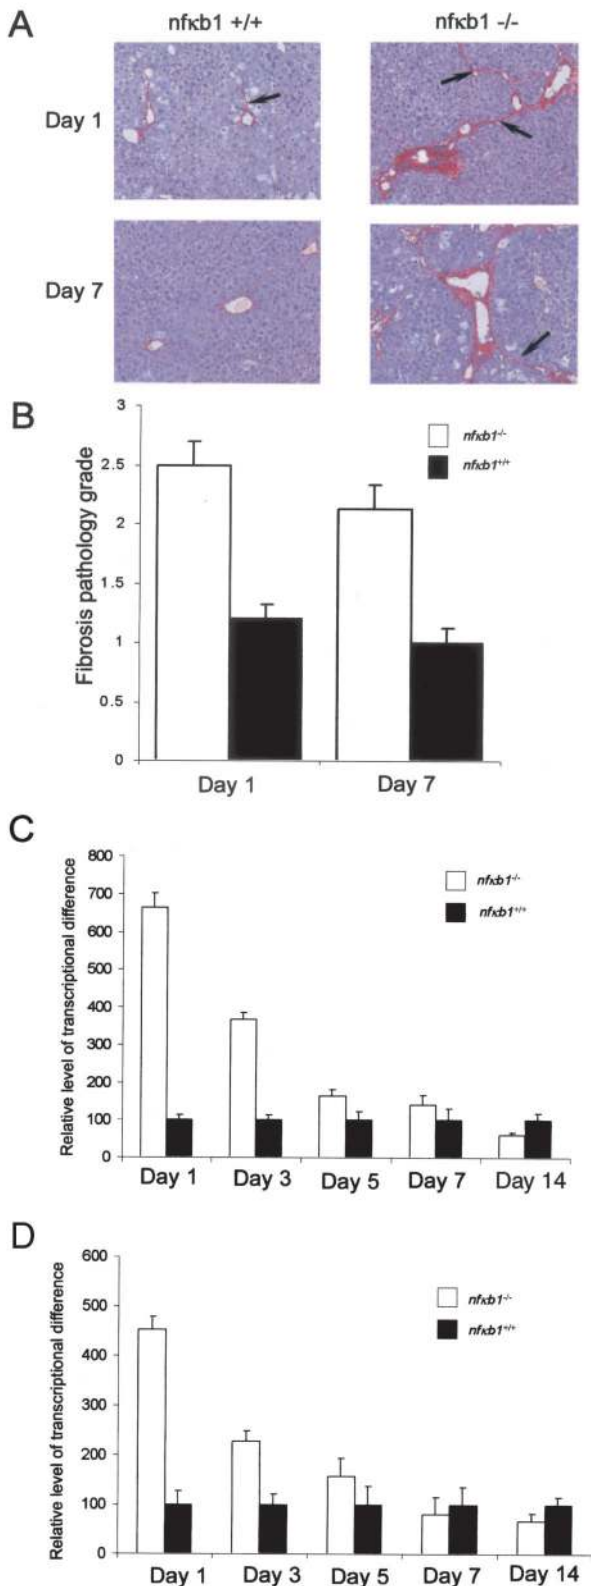 A
nfκb1 +/+ nfκb1 -/-
Day 1
Day 7
B
Fibrosis pathology grade
3
2.5
2
1.5
1
0.5
0
nfκb1-/-
nfκb1+/+
Day 1 Day 7
C
Relative level of transcriptional difference
800
700
600
500
400
300
200
100
0
nfκb1-/-
nfκb1+/+
Day 1 Day 3 Day 5 Day 7 Day 14
D
Relative level of transcriptional difference
600
500
400
300
200
100
0
nfκb1-/-
nfκb1+/+
Day 1 Day 3 Day 5 Day 7 Day 14